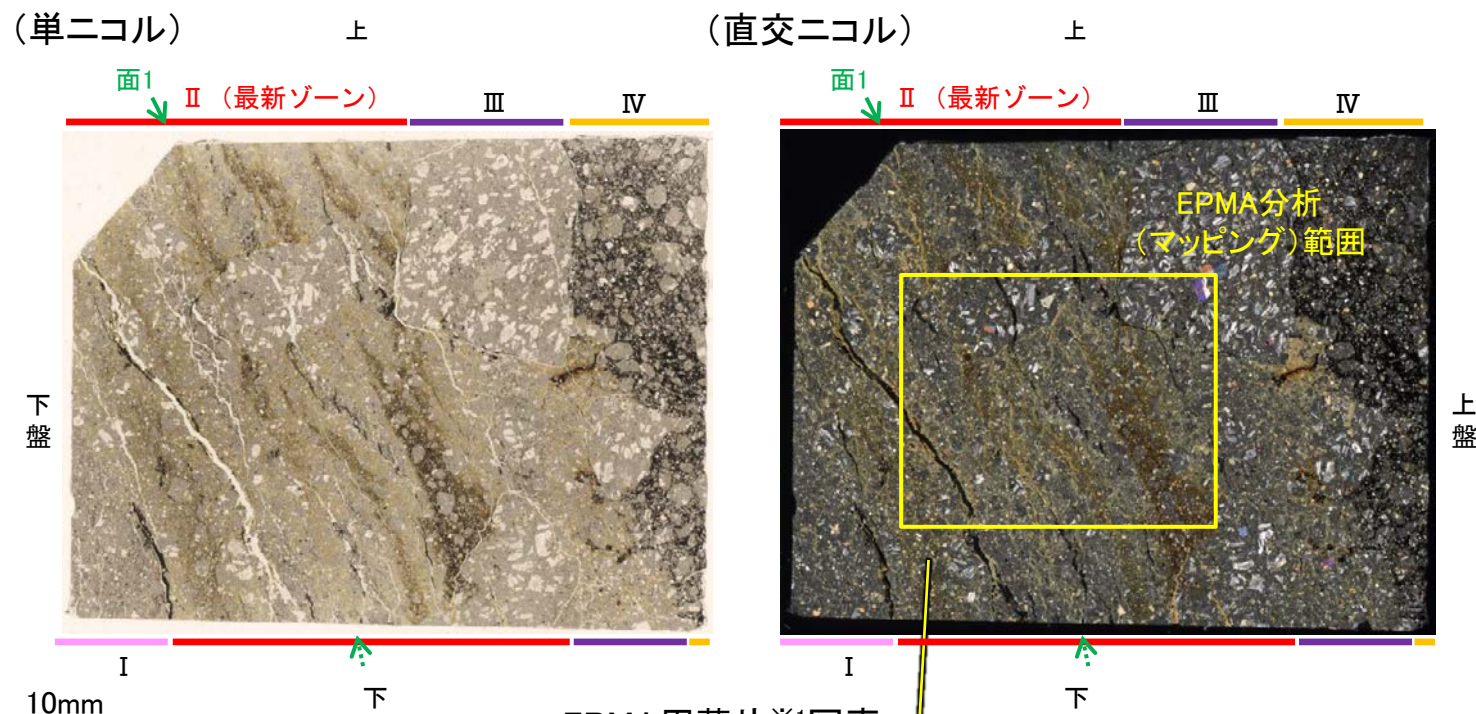 (単ニコル)
上
(直交ニコル)
上
面1
Ⅱ (最新ゾーン)
Ⅲ
Ⅳ
面1
Ⅱ (最新ゾーン)
Ⅲ
Ⅳ
EPMA分析
(マッピング)範囲
下盤
上盤
Ⅰ
Ⅰ
10mm
下
下